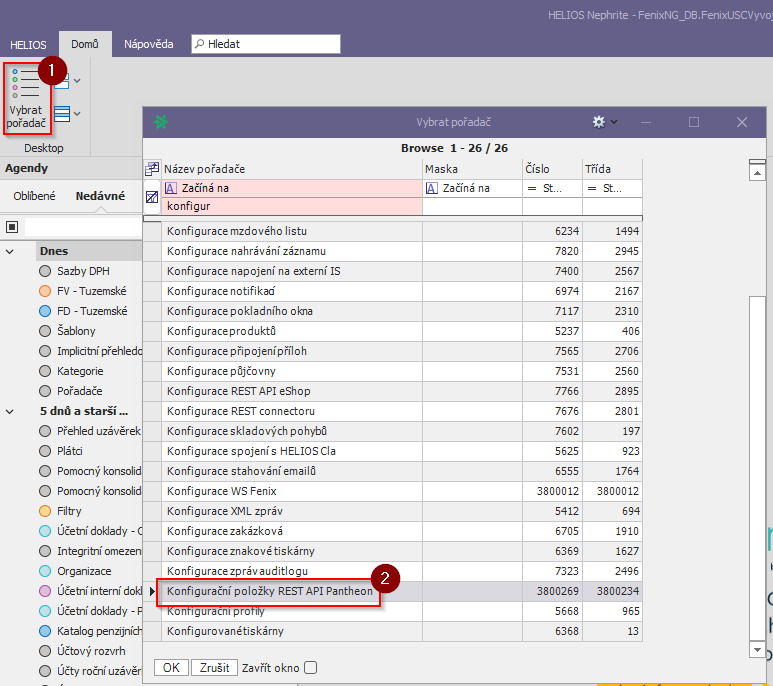 HELIOS Nephrite - FenixNG_DB.FenixUSCVyvoj
HELIOS Domů Nápověda Hledat
1
Vybrat
pořadač
Desktop
Agendy
Oblíbené Nedávné
Dnes
Sazby DPH
FV - Tuzemské
FD - Tuzemské
Šablony
Implicitní přehledo
Kategorie
Pořadače
5 dnů a starší ...
Přehled uzávěrek
Plátci
Pomocný konsolid
Pomocný konsolid
Filtry
Účetní doklady - O
Integritní omezen
Organizace
Účetní interní dokl
Účetní doklady - P
Katalog penzijních
Účtový rozvrh
Účty roční uzávěr
Vybrat pořadač
Browse 1 - 26 / 26
Název pořadače Maska Číslo Třída
A Začíná na A Začíná na = St... = St...
konfigur
Konfigurace mzdového listu 6234 1494
Konfigurace nahrávání záznamu 7820 2945
Konfigurace napojení na externí IS 7400 2567
Konfigurace notifikací 6974 2167
Konfigurace pokladního okna 7117 2310
Konfigurace produktů 5237 406
Konfigurace připojení příloh 7565 2706
Konfigurace půjčovny 7531 2560
Konfigurace REST API eShop 7766 2895
Konfigurace REST connectoru 7676 2801
Konfigurace skladových pohybů 7602 197
Konfigurace spojení s HELIOS Cla 5625 923
Konfigurace stahování emailů 6555 1764
Konfigurace WS Fenix 3800012 3800012
Konfigurace XML zpráv 5412 694
Konfigurace zakázková 6705 1910
Konfigurace znakové tiskárny 6369 1627
Konfigurace zpráv auditlogu 7323 2496
2
Konfigurační položky REST API Pantheon 3800269 3800234
Konfigurační profily 5668 965
Konfigurované tiskárny 6368 13
OK Zrušit Zavřít okno